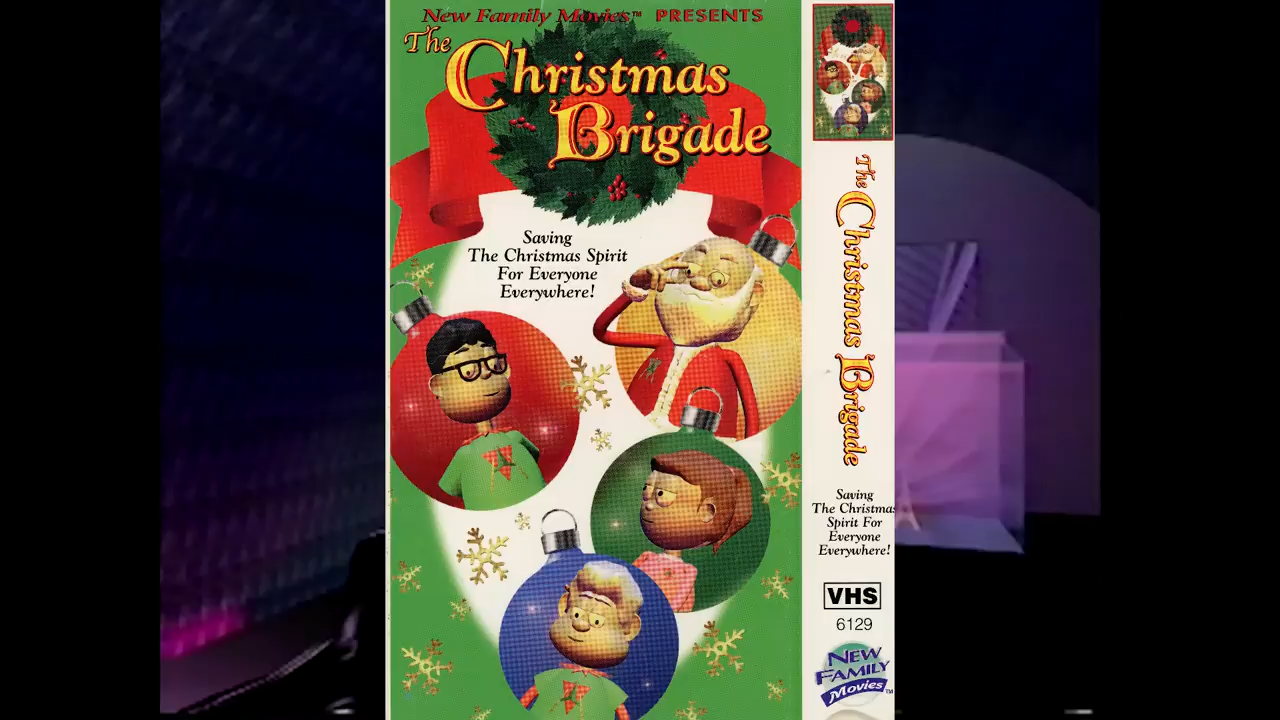 New Family Movies™ PRESENTS
The
Christmas
Brigade
Saving
The Christmas Spirit
For Everyone
Everywhere!
The Christmas Brigade
Saving
The Christmas
Spirit For
Everyone
Everywhere!
VHS
6129
NEW
FAMILY
Movies™